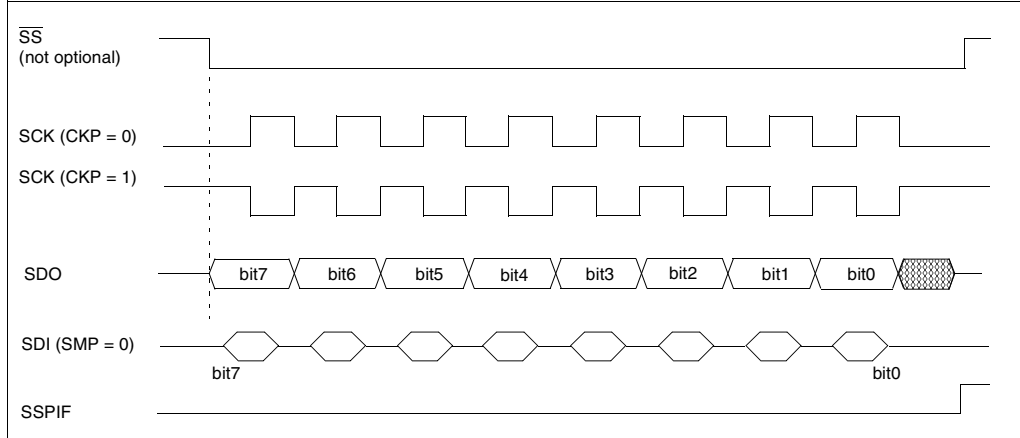 S̅S̅
(not optional)
SCK (CKP = 0)
SCK (CKP = 1)
SDO bit7 bit6 bit5 bit4 bit3 bit2 bit1 bit0
SDI (SMP = 0)
bit7 bit0
SSPIF